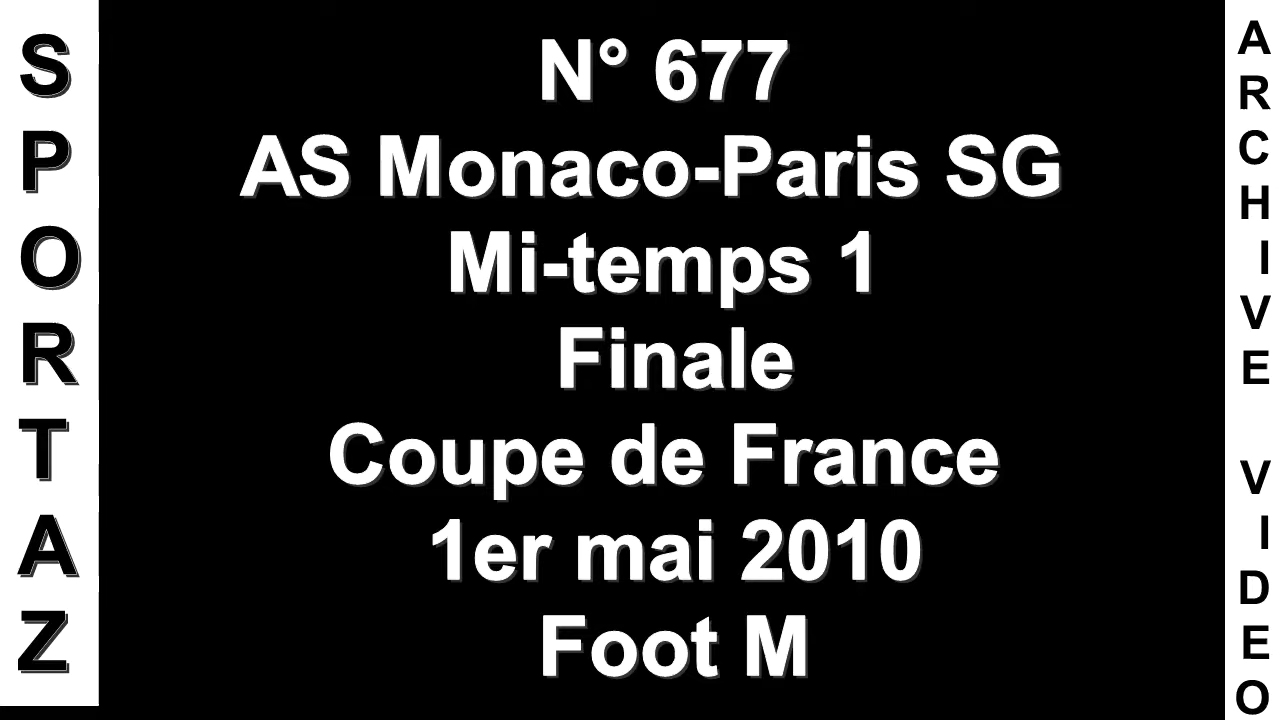 SPORTAZ
N° 677
AS Monaco-Paris SG
Mi-temps 1
Finale
Coupe de France
1er mai 2010
Foot M
ARCHIVE VIDEO